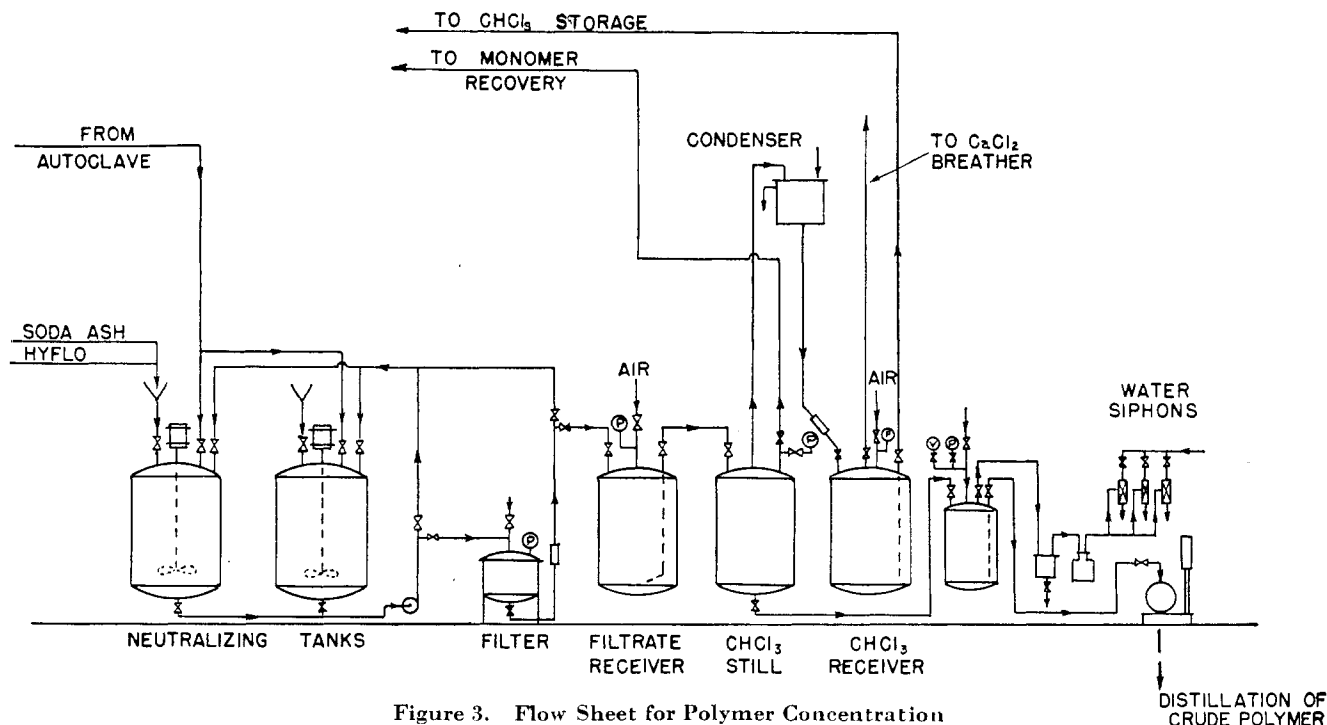 TO CHCl₃ STORAGE
TO MONOMER
RECOVERY
FROM
AUTOCLAVE
CONDENSER
TO CaCl₂
BREATHER
SODA ASH
HYFLO
AIR
AIR
WATER
SIPHONS
P
P
P
V P
P
NEUTRALIZING TANKS
FILTER
FILTRATE
RECEIVER
CHCl₃
STILL
CHCl₃
RECEIVER
DISTILLATION OF
CRUDE POLYMER
Figure 3. Flow Sheet for Polymer Concentration